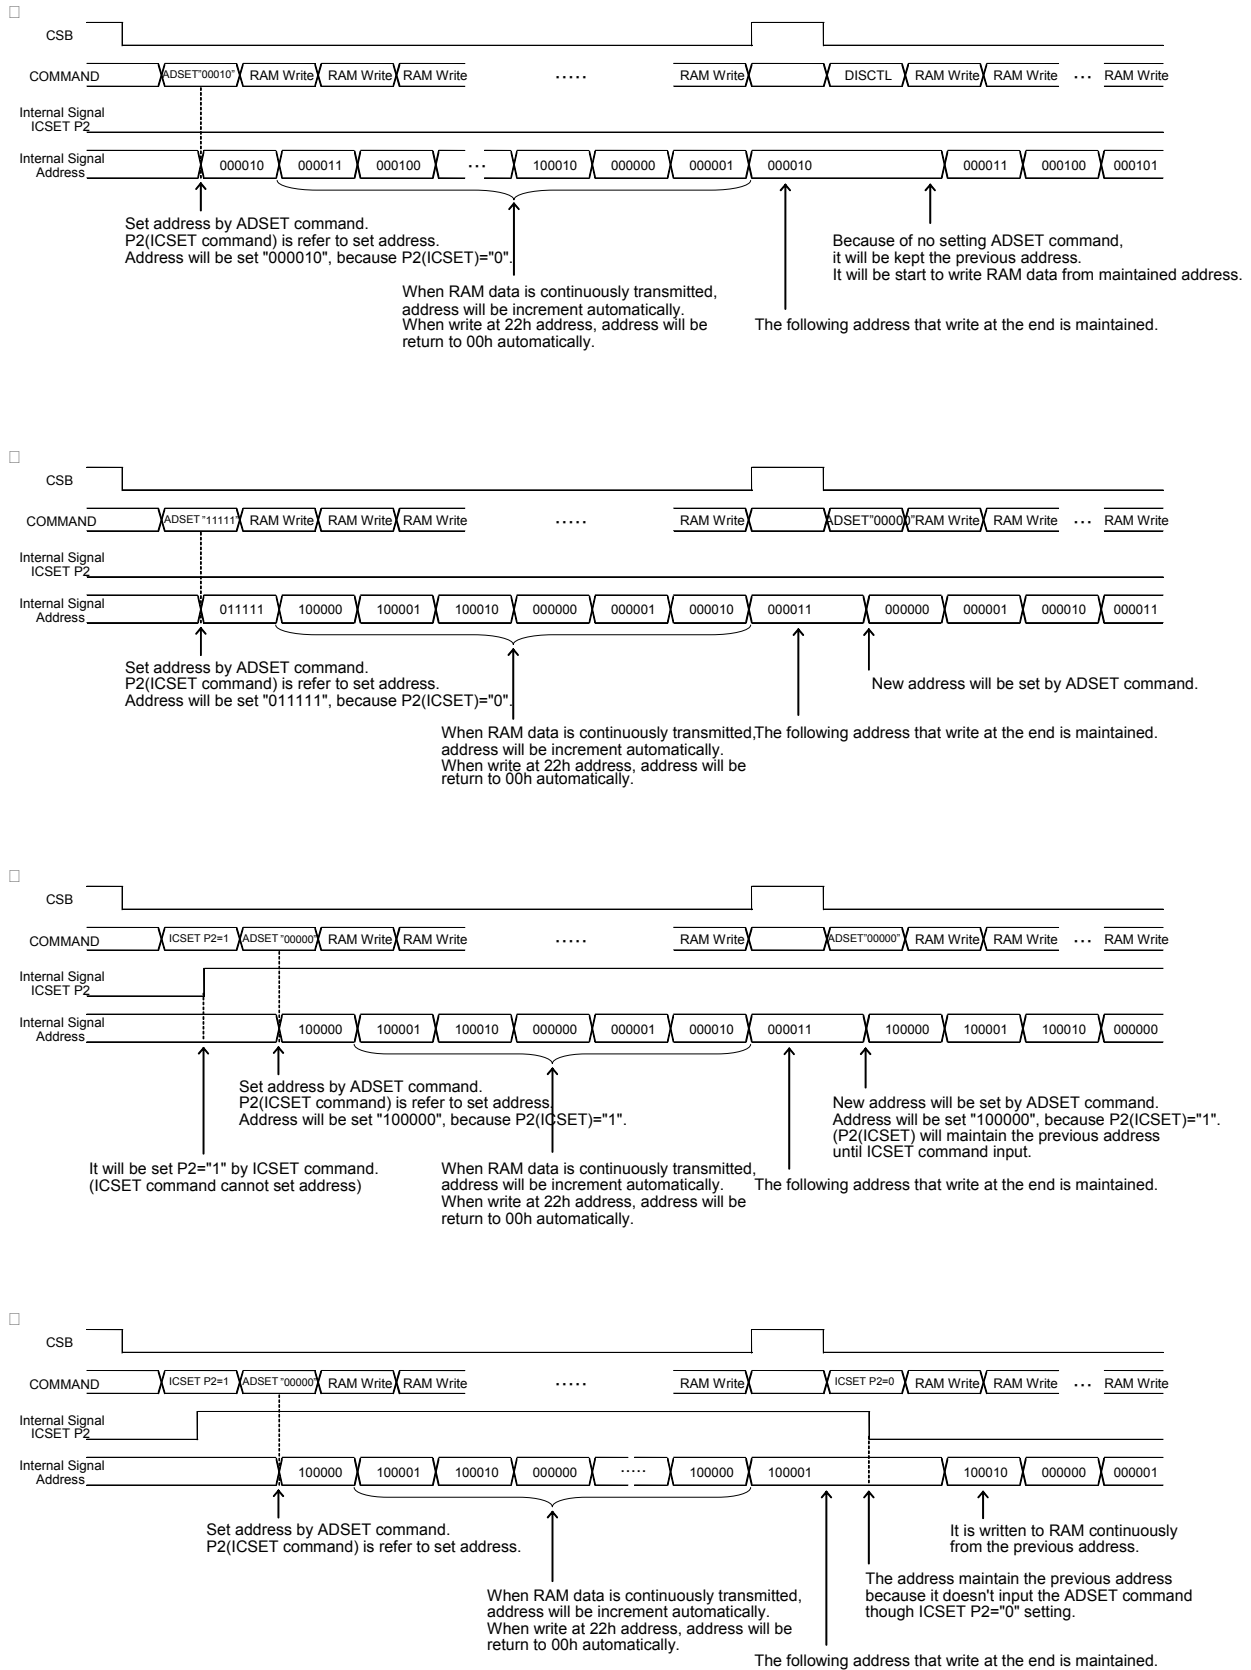 CSB
COMMAND ADSET"00010" RAM Write RAM Write RAM Write ..... RAM Write DISCTL RAM Write RAM Write ... RAM Write
Internal Signal
ICSET P2
Internal Signal
Address
000010 000011 000100 ... 100010 000000 000001 000010 000011 000100 000101
Set address by ADSET command.
P2(ICSET command) is refer to set address.
Address will be set "000010", because P2(ICSET)="0".
When RAM data is continuously transmitted,
address will be increment automatically.
When write at 22h address, address will be
return to 00h automatically.
Because of no setting ADSET command,
it will be kept the previous address.
It will be start to write RAM data from maintained address.
The following address that write at the end is maintained.
CSB
COMMAND ADSET"11111" RAM Write RAM Write RAM Write ..... RAM Write ADSET"00000" RAM Write RAM Write ... RAM Write
Internal Signal
ICSET P2
Internal Signal
Address
011111 100000 100001 100010 000000 000001 000010 000011 000000 000001 000010 000011
Set address by ADSET command.
P2(ICSET command) is refer to set address.
Address will be set "011111", because P2(ICSET)="0".
When RAM data is continuously transmitted,
address will be increment automatically.
When write at 22h address, address will be
return to 00h automatically.
The following address that write at the end is maintained.
New address will be set by ADSET command.
CSB
COMMAND ICSET P2=1 ADSET"00000" RAM Write RAM Write ..... RAM Write ADSET"00000" RAM Write RAM Write ... RAM Write
Internal Signal
ICSET P2
Internal Signal
Address
100000 100001 100010 000000 000001 000010 000011 100000 100001 100010 000000
Set address by ADSET command.
P2(ICSET command) is refer to set address.
Address will be set "100000", because P2(ICSET)="1".
It will be set P2="1" by ICSET command.
(ICSET command cannot set address)
When RAM data is continuously transmitted,
address will be increment automatically.
When write at 22h address, address will be
return to 00h automatically.
The following address that write at the end is maintained.
New address will be set by ADSET command.
Address will be set "100000", because P2(ICSET)="1".
(P2(ICSET) will maintain the previous address
until ICSET command input.
CSB
COMMAND ICSET P2=1 ADSET"00000" RAM Write RAM Write ..... RAM Write ICSET P2=0 RAM Write RAM Write ... RAM Write
Internal Signal
ICSET P2
Internal Signal
Address
100000 100001 100010 000000 ..... 100000 100001 100010 000000 000001
Set address by ADSET command.
P2(ICSET command) is refer to set address.
When RAM data is continuously transmitted,
address will be increment automatically.
When write at 22h address, address will be
return to 00h automatically.
It is written to RAM continuously
from the previous address.
The address maintain the previous address
because it doesn't input the ADSET command
though ICSET P2="0" setting.
The following address that write at the end is maintained.